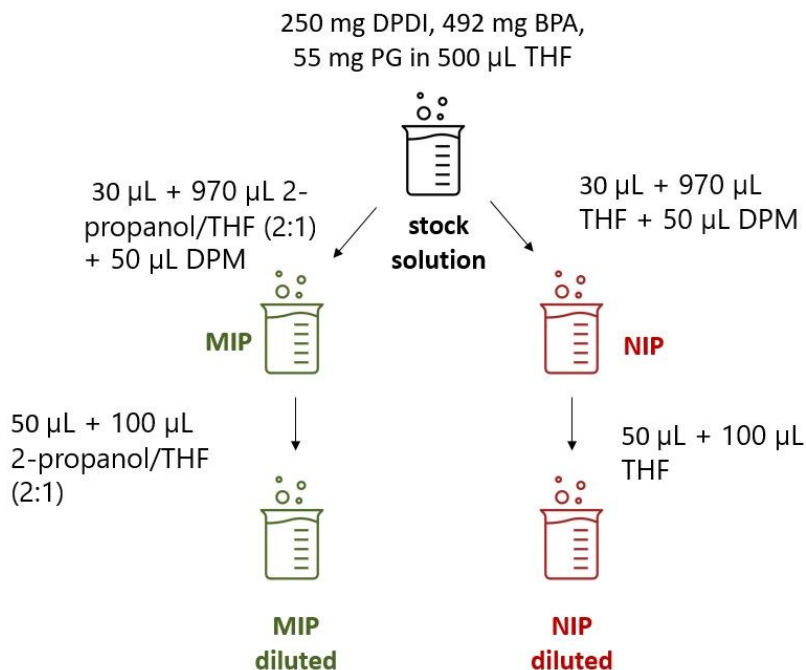 250 mg DPDI, 492 mg BPA,
55 mg PG in 500 µL THF
30 µL + 970 µL 2-
propanol/THF (2:1)
+ 50 µL DPM
stock
solution
30 µL + 970 µL
THF + 50 µL DPM
MIP
NIP
50 µL + 100 µL
2-propanol/THF
(2:1)
50 µL + 100 µL
THF
MIP
diluted
NIP
diluted